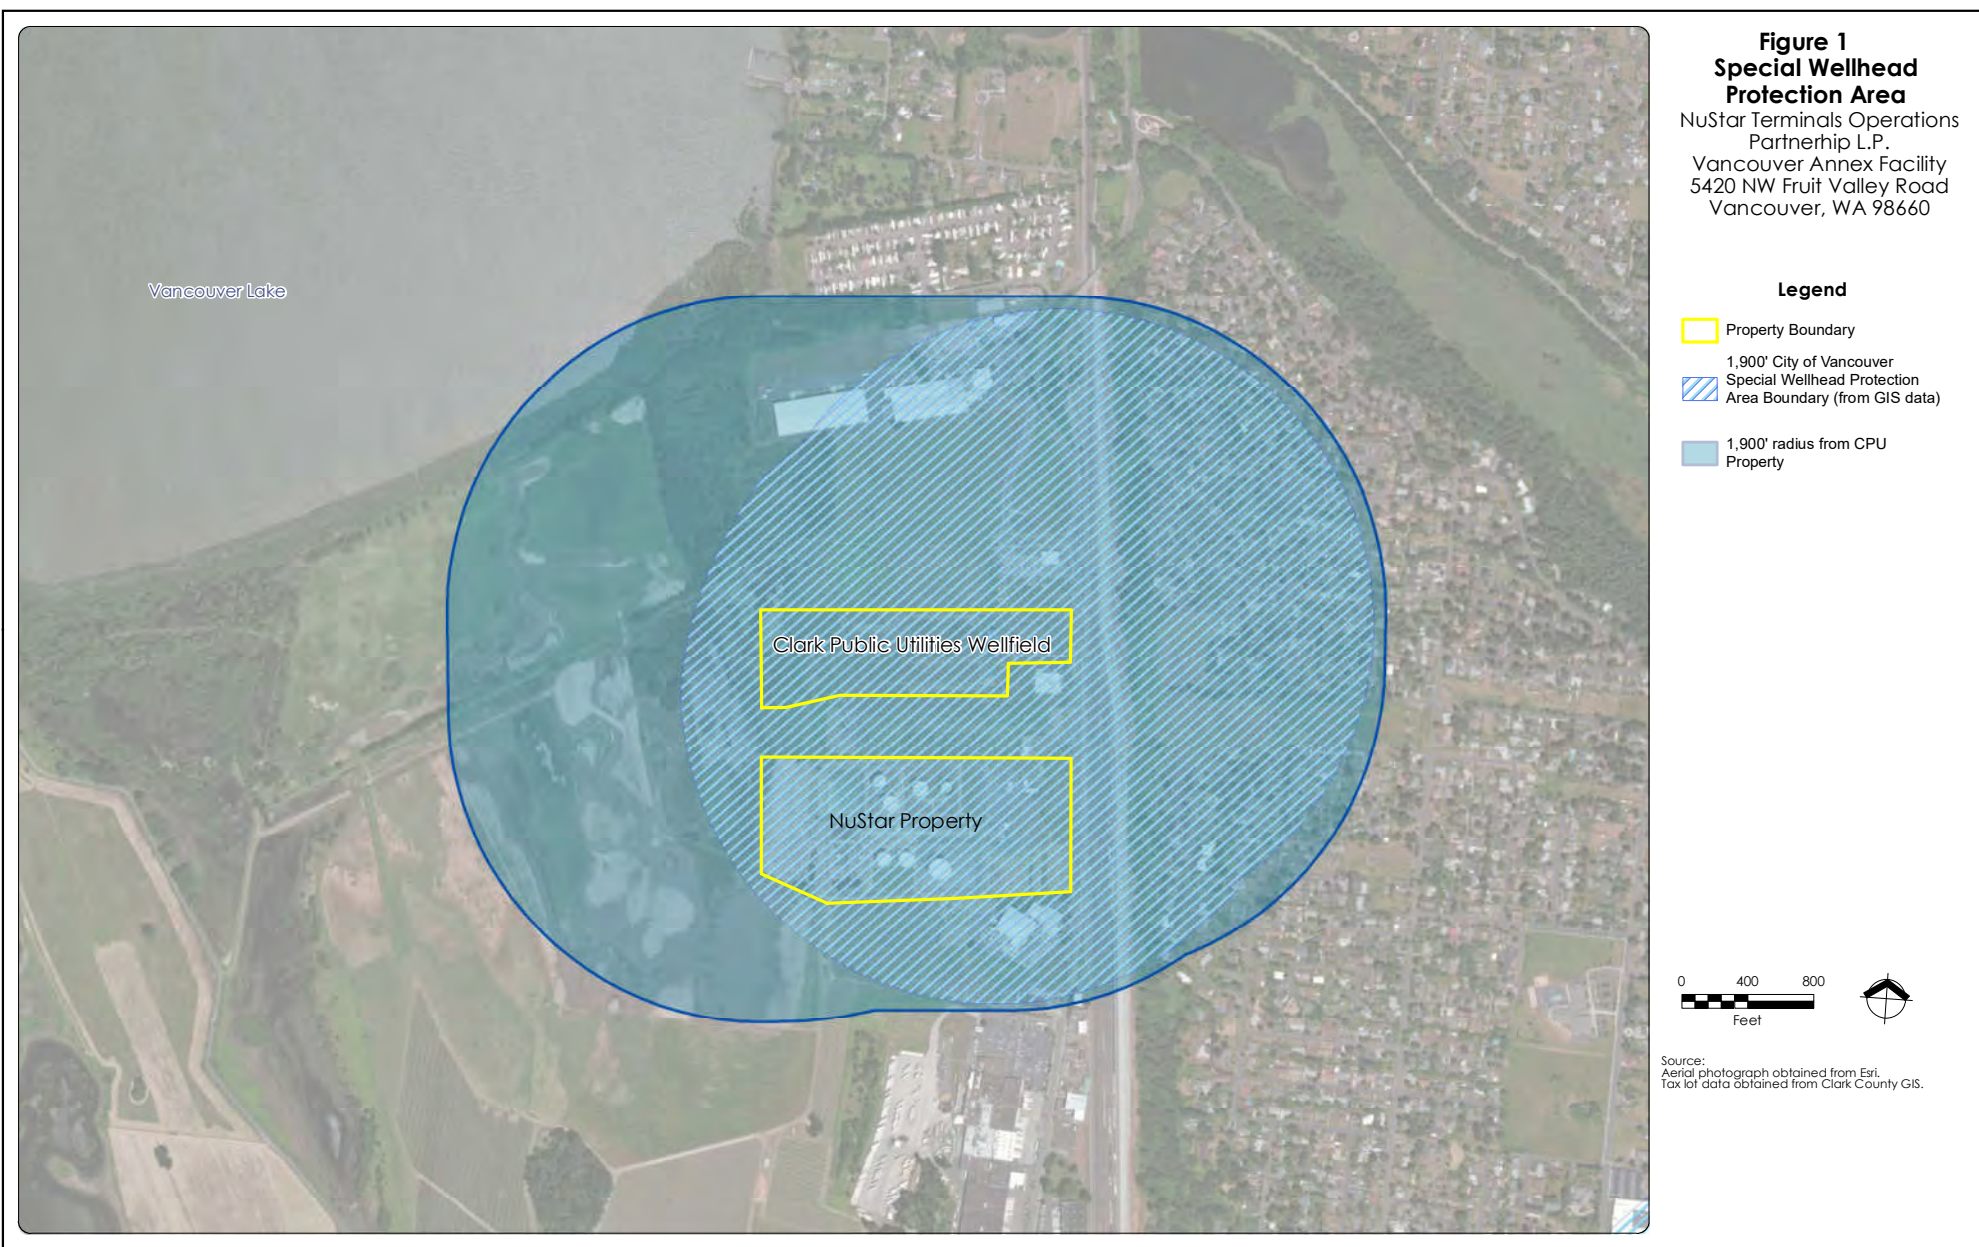 Figure 1
Special Wellhead
Protection Area
NuStar Terminals Operations
Partnerhip L.P.
Vancouver Annex Facility
5420 NW Fruit Valley Road
Vancouver, WA 98660
Vancouver Lake
Legend
Property Boundary
1,900' City of Vancouver
Special Wellhead Protection
Area Boundary (from GIS data)
1,900' radius from CPU
Property
Clark Public Utilities Wellfield
NuStar Property
0 400 800
Feet
Source:
Aerial photograph obtained from Esri.
Tax lot data obtained from Clark County GIS.